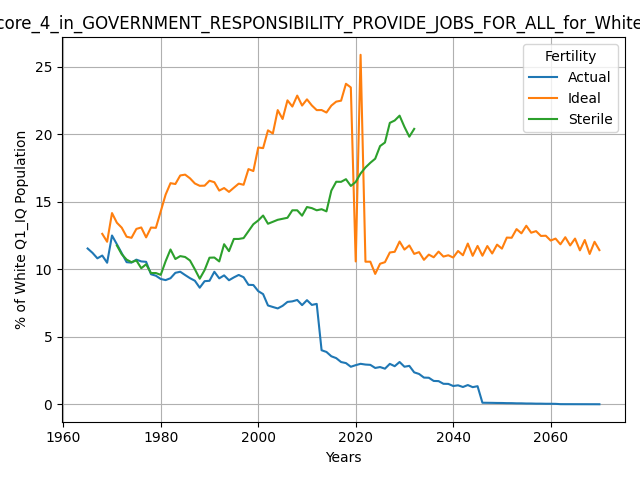 core_4_in_GOVERNMENT_RESPONSIBILITY_PROVIDE_JOBS_FOR_ALL_for_White
Fertility
Actual
Ideal
Sterile
% of White Q1_IQ Population
25
20
15
10
5
0
1960
1980
2000
2020
2040
2060
Years